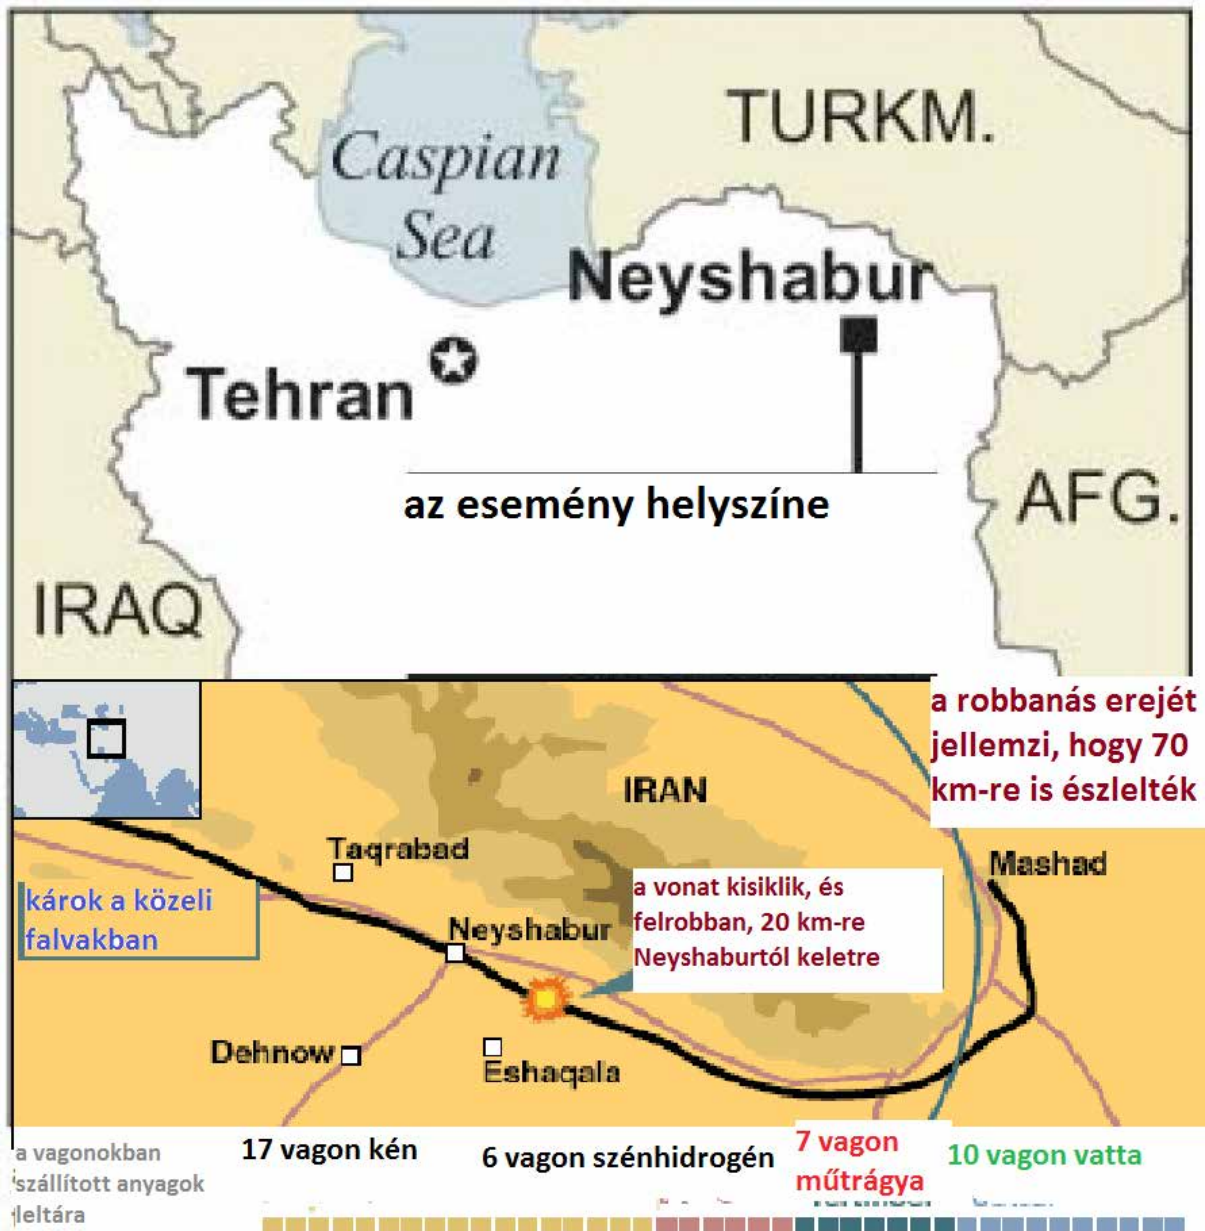 TURKM.
Caspian
Sea
Neyshabur
Tehran
az esemény helyszíne
AFG.
IRAQ
a robbanás erejét
jellemzi, hogy 70
km-re is észlelték
IRAN
Taqrabad
Mashad
a vonat kisiklik, és
felrobban, 20 km-re
Neyshaburtól keletre
károk a közeli
falvakban
Neyshabur
Dehnow
Eshaqala
a vagonokban
szállított anyagok
leltára
17 vagon kén
6 vagon szénhidrogén
7 vagon
műtrágya
10 vagon vatta